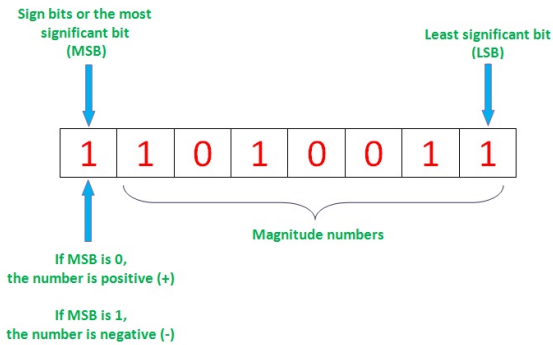 Sign bits or the most
significant bit
(MSB)
Least significant bit
(LSB)
1 1 0 1 0 0 1 1
Magnitude numbers
If MSB is 0,
the number is positive (+)
If MSB is 1,
the number is negative (-)